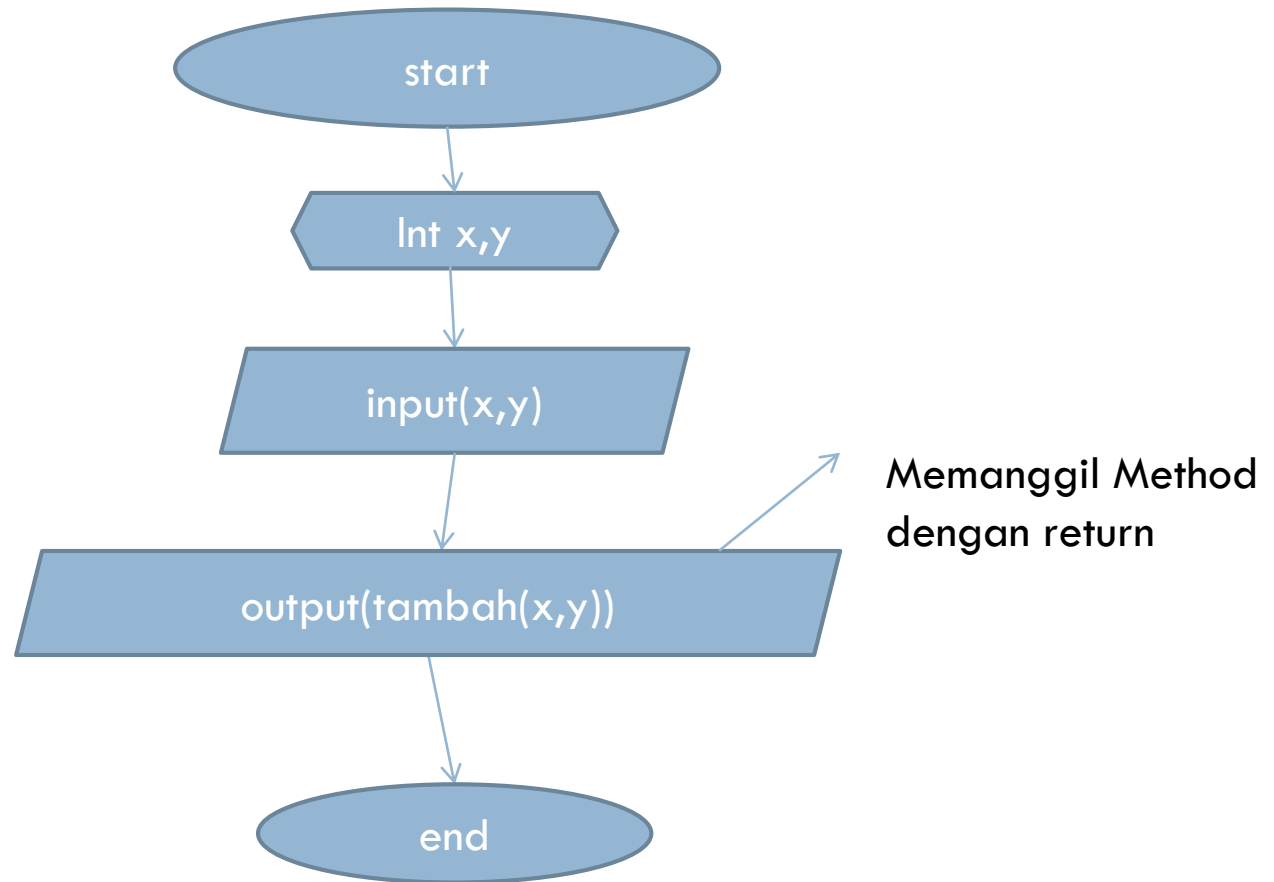 start
Int x,y
input(x,y)
Memanggil Method
dengan return
output(tambah(x,y))
end